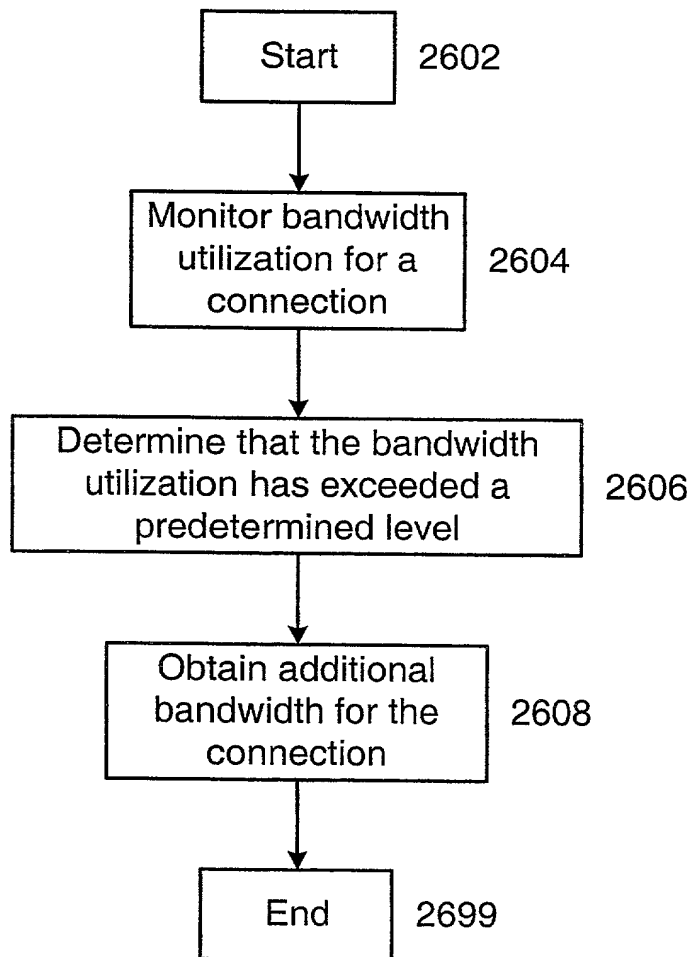 Start 2602
Monitor bandwidth
utilization for a 2604
connection
Determine that the bandwidth
utilization has exceeded a 2606
predetermined level
Obtain additional
bandwidth for the 2608
connection
End 2699